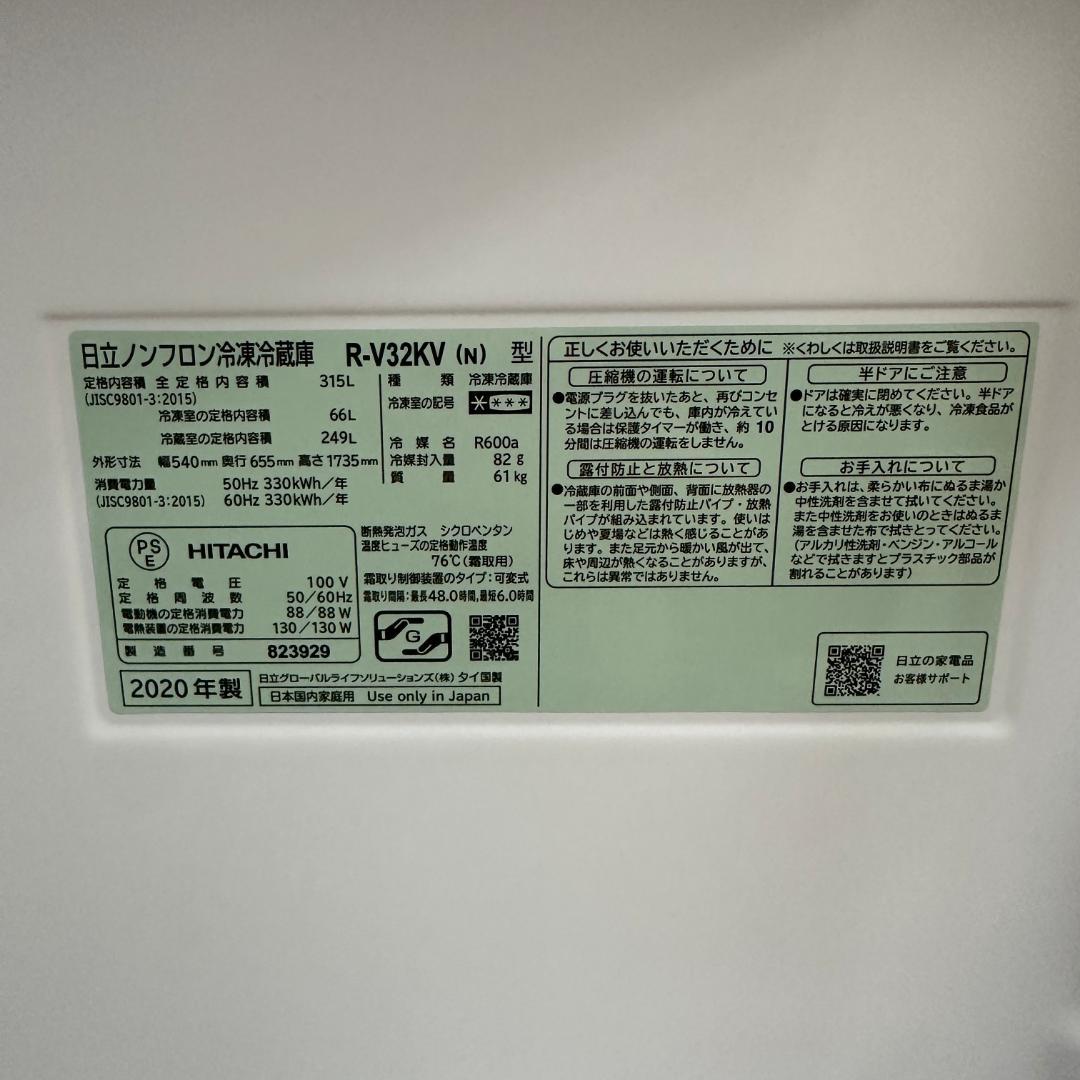 日立ノンフロン冷凍冷蔵庫 R-V32KV (N) 型
定格内容積 全定格内容積 315L
(JISC9801-3:2015)
冷凍室の定格内容積 66L
冷蔵室の定格内容積 249L
外形寸法 幅540mm 奥行655mm 高さ1735mm
消費電力量 50Hz 330kWh/年
(JISC9801-3:2015) 60Hz 330kWh/年
種類 冷凍冷蔵庫
冷凍室の記号 ****
冷媒名 R600a
冷媒封入量 82g
質量 61kg
PSE HITACHI
定格電圧 100V
定格周波数 50/60Hz
電動機の定格消費電力 88/88W
電熱装置の定格消費電力 130/130W
製造番号 823929
断熱発泡ガス シクロペンタン
温度ヒューズの定格動作温度
76℃(霜取用)
霜取り制御装置のタイプ:可変式
霜取り間隔:最長48.0時間,最短6.0時間
G
2020年製
日立グローバルライフソリューションズ(株) タイ国製
日本国内家庭用 Use only in Japan
正しくお使いいただくために ※くわしくは取扱説明書をご覧ください。
圧縮機の運転について
●電源プラグを抜いたあと、再びコンセ
ントに差し込んでも、庫内が冷えてい
る場合は保護タイマーが働き、約10
分間は圧縮機の運転をしません。
露付防止と放熱について
●冷蔵庫の前面や側面、背面に放熱器の
一部を利用した露付防止パイプ・放熱
パイプが組み込まれています。使いは
じめや夏場などは熱く感じることがあ
ります。また足元から暖かい風が出て、
床や周辺が熱くなることがありますが、
これらは異常ではありません。
半ドアにご注意
●ドアは確実に閉めてください。半ドア
になると冷えが悪くなり、冷凍食品が
とける原因になります。
お手入れについて
●お手入れは、柔らかい布にぬるま湯か
中性洗剤を含ませて拭いてください。
また中性洗剤をお使いのときはぬるま
湯を含ませた布で拭きとってください。
(アルカリ性洗剤・ベンジン・アルコール
などで拭きますとプラスチック部品が
割れることがあります)
日立の家電品
お客様サポート